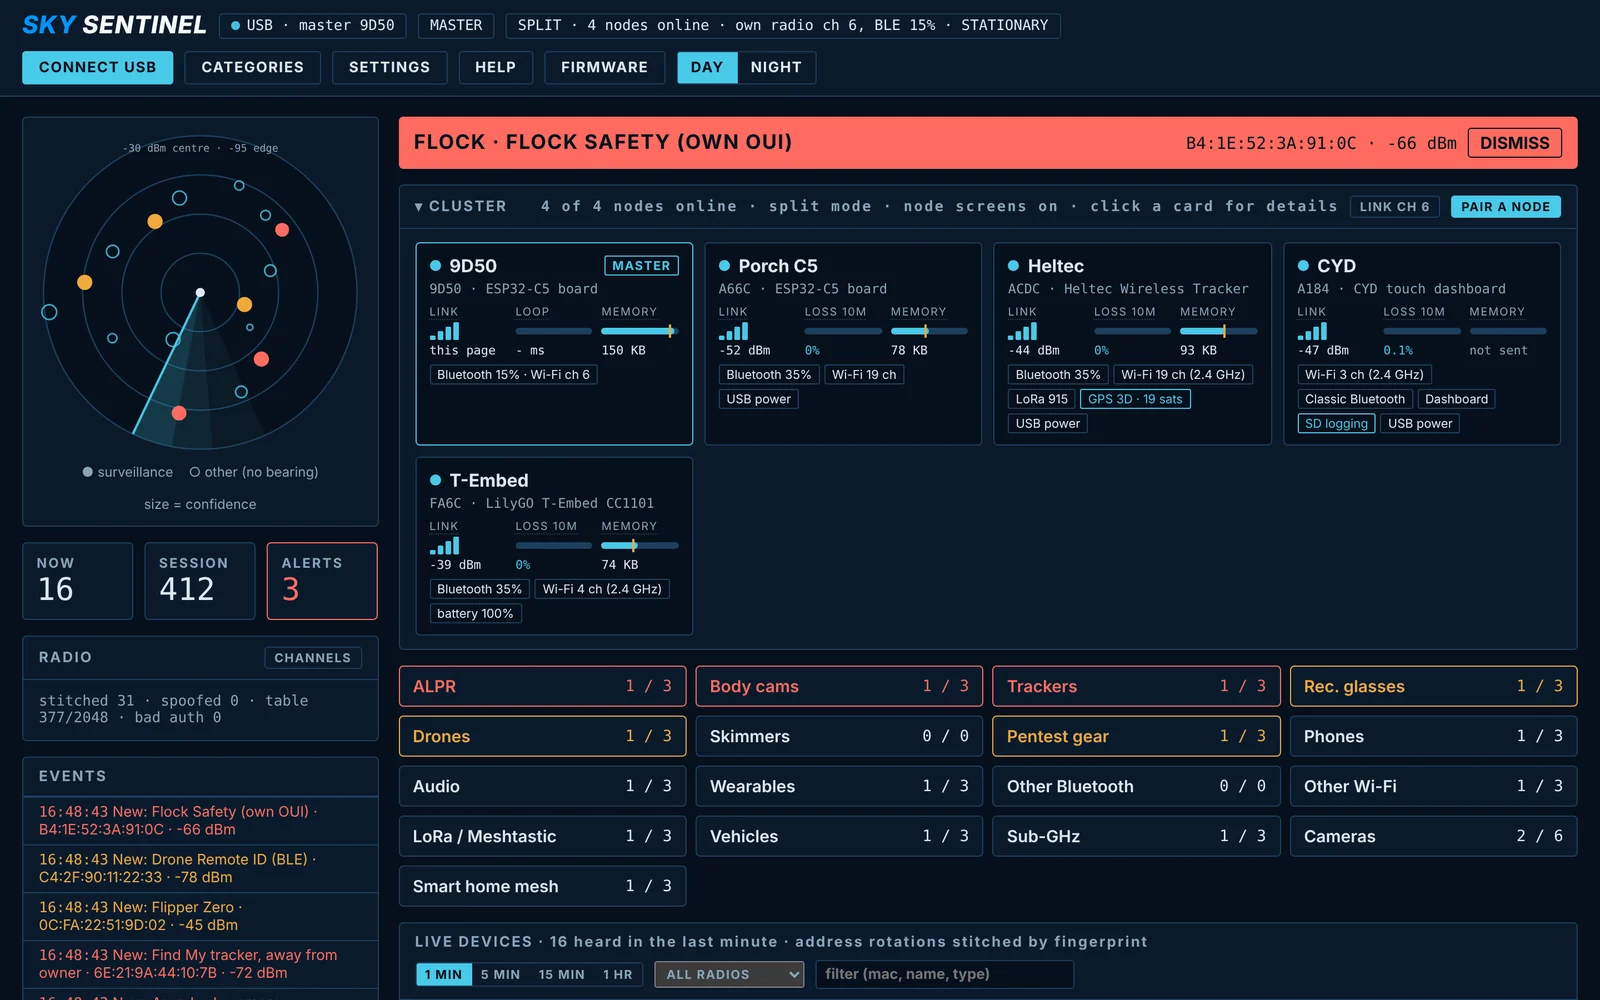 SKY SENTINEL
USB · master 9D50
MASTER
SPLIT · 4 nodes online · own radio ch 6, BLE 15% · STATIONARY
CONNECT USB
CATEGORIES
SETTINGS
HELP
FIRMWARE
DAY
NIGHT
-30 dBm centre · -95 edge
surveillance
other (no bearing)
size = confidence
NOW
16
SESSION
412
ALERTS
3
RADIO
CHANNELS
stitched 31 · spoofed 0 · table
377/2048 · bad auth 0
EVENTS
16:48:43 New: Flock Safety (own OUI) ·
B4:1E:52:3A:91:0C · -66 dBm
16:48:43 New: Drone Remote ID (BLE) ·
C4:2F:90:11:22:33 · -78 dBm
16:48:43 New: Flipper Zero ·
0C:FA:22:51:9D:02 · -45 dBm
16:48:43 New: Find My tracker, away from
owner · 6E:21:9A:44:10:7B · -72 dBm
FLOCK · FLOCK SAFETY (OWN OUI)
B4:1E:52:3A:91:0C · -66 dBm
DISMISS
▾ CLUSTER
4 of 4 nodes online · split mode · node screens on · click a card for details
LINK CH 6
PAIR A NODE
9D50
MASTER
9D50 · ESP32-C5 board
LINK
LOOP
MEMORY
this page
- ms
150 KB
Bluetooth 15% · Wi-Fi ch 6
Porch C5
A66C · ESP32-C5 board
LINK
LOSS 10M
MEMORY
-52 dBm
0%
78 KB
Bluetooth 35%
Wi-Fi 19 ch
USB power
Heltec
ACDC · Heltec Wireless Tracker
LINK
LOSS 10M
MEMORY
-44 dBm
0%
93 KB
Bluetooth 35%
Wi-Fi 19 ch (2.4 GHz)
LoRa 915
GPS 3D · 19 sats
USB power
CYD
A184 · CYD touch dashboard
LINK
LOSS 10M
MEMORY
-47 dBm
0.1%
not sent
Wi-Fi 3 ch (2.4 GHz)
Classic Bluetooth
Dashboard
SD logging
USB power
T-Embed
FA6C · LilyGO T-Embed CC1101
LINK
LOSS 10M
MEMORY
-39 dBm
0%
74 KB
Bluetooth 35%
Wi-Fi 4 ch (2.4 GHz)
battery 100%
ALPR 1 / 3
Body cams 1 / 3
Trackers 1 / 3
Rec. glasses 1 / 3
Drones 1 / 3
Skimmers 0 / 0
Pentest gear 1 / 3
Phones 1 / 3
Audio 1 / 3
Wearables 1 / 3
Other Bluetooth 0 / 0
Other Wi-Fi 1 / 3
LoRa / Meshtastic 1 / 3
Vehicles 1 / 3
Sub-GHz 1 / 3
Cameras 2 / 6
Smart home mesh 1 / 3
LIVE DEVICES · 16 heard in the last minute · address rotations stitched by fingerprint
1 MIN
5 MIN
15 MIN
1 HR
ALL RADIOS
filter (mac, name, type)